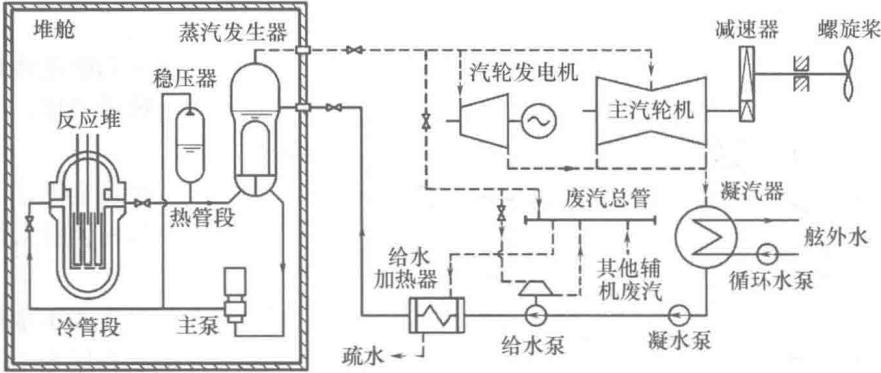 堆舱
蒸汽发生器
减速器
螺旋桨
稳压器
汽轮发电机
反应堆
主汽轮机
热管段
废汽总管
凝汽器
给水
加热器
其他辅
机废汽
舷外水
循环水泵
冷管段
主泵
疏水
给水泵
凝水泵